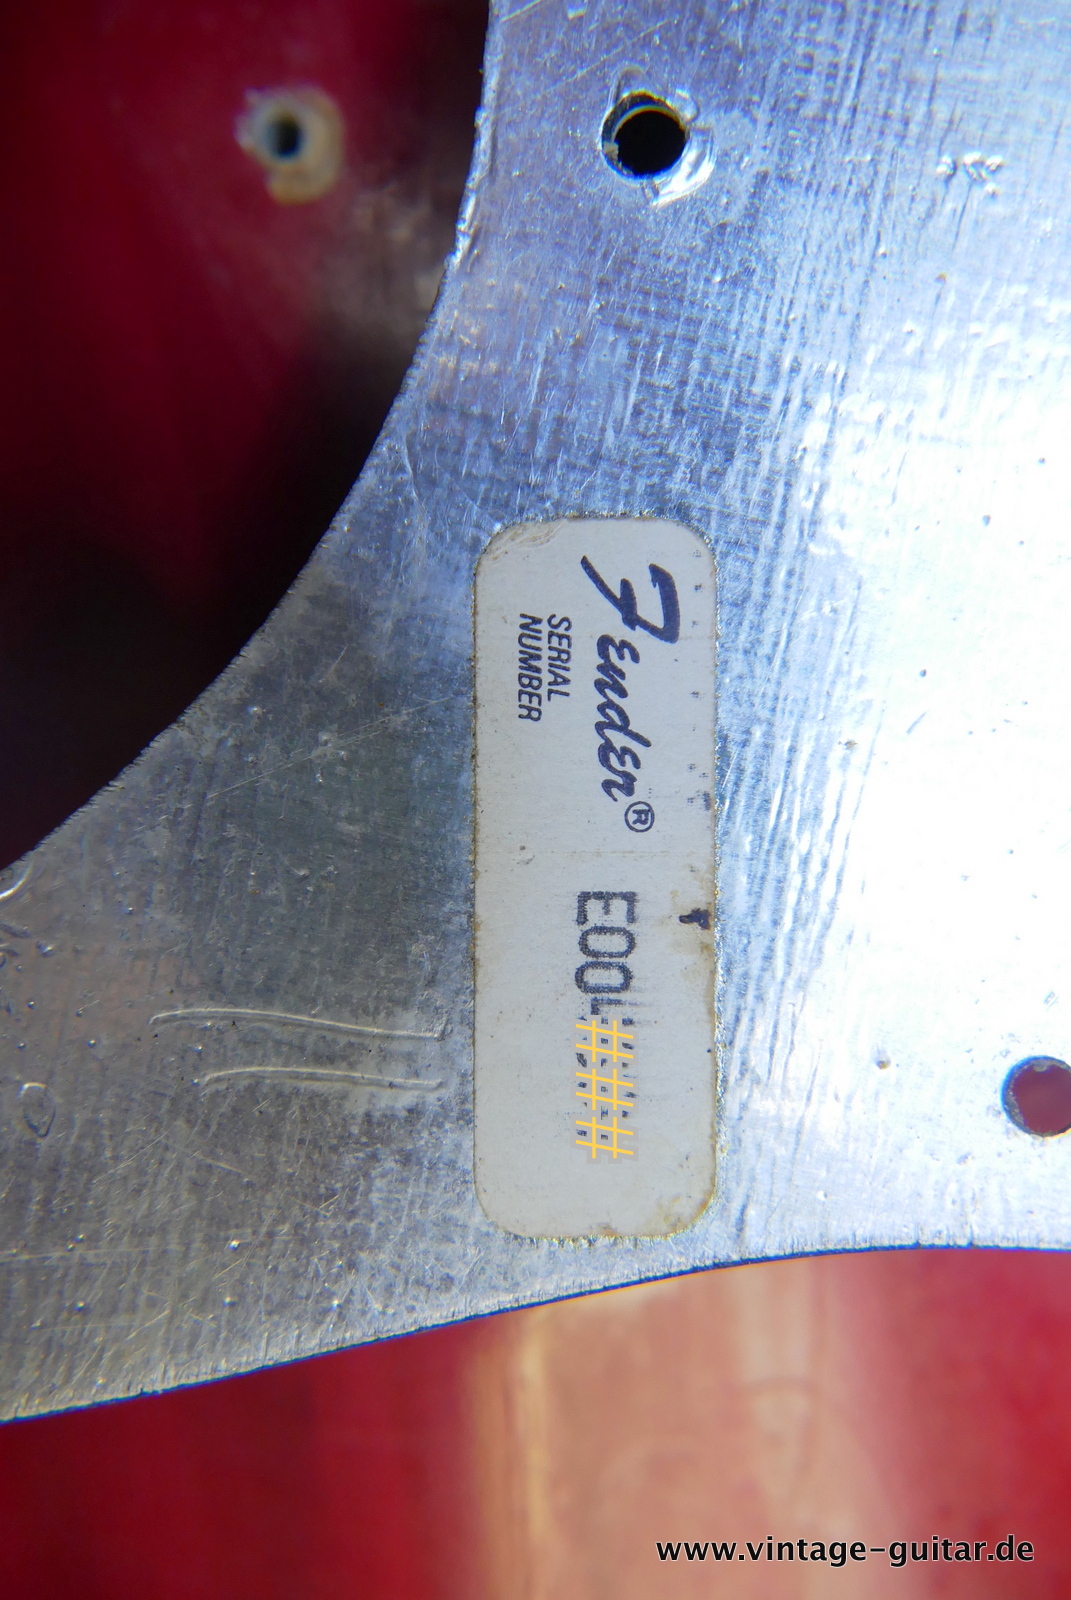 Fender®
SERIAL
NUMBER
E00####
www.vintage-guitar.de